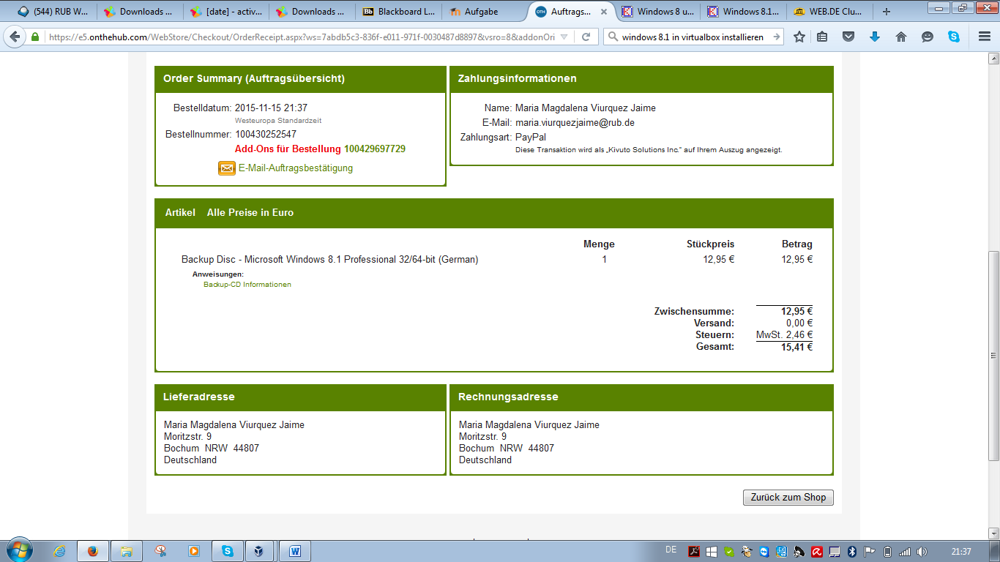 (544) RUB W...
Downloads ...
[date] - activ...
Downloads ...
Bb Blackboard L...
Aufgabe
OTH Auftrags...
Windows 8 u...
Windows 8.1...
WEB.DE Clu...
https://e5.onthehub.com/WebStore/Checkout/OrderReceipt.aspx?ws=7abdb5c3-836f-e011-971f-0030487d8897&vsro=8&addonOri
windows 8.1 in virtualbox installieren
Order Summary (Auftragsübersicht)
Bestelldatum: 2015-11-15 21:37
Westeuropa Standardzeit
Bestellnummer: 100430252547
Add-Ons für Bestellung 100429697729
E-Mail-Auftragsbestätigung
Zahlungsinformationen
Name: Maria Magdalena Viurquez Jaime
E-Mail: maria.viurquezjaime@rub.de
Zahlungsart: PayPal
Diese Transaktion wird als „Kivuto Solutions Inc.“ auf Ihrem Auszug angezeigt.
Artikel Alle Preise in Euro
Menge Stückpreis Betrag
Backup Disc - Microsoft Windows 8.1 Professional 32/64-bit (German) 1 12,95 € 12,95 €
Anweisungen:
Backup-CD Informationen
Zwischensumme: 12,95 €
Versand: 0,00 €
Steuern: MwSt. 2,46 €
Gesamt: 15,41 €
Lieferadresse
Maria Magdalena Viurquez Jaime
Moritzstr. 9
Bochum NRW 44807
Deutschland
Rechnungsadresse
Maria Magdalena Viurquez Jaime
Moritzstr. 9
Bochum NRW 44807
Deutschland
Zurück zum Shop
DE
21:37